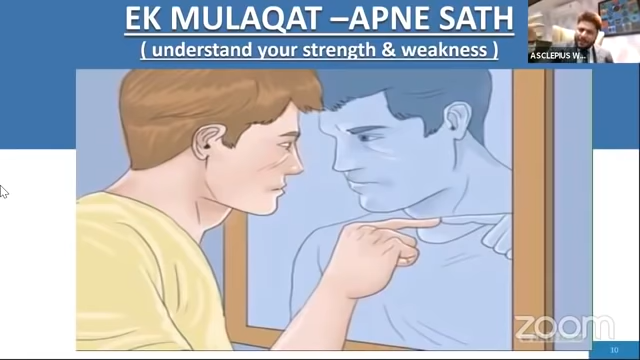 EK MULAQAT –APNE SATH
( understand your strength & weakness )
ASCLEPIUS W...
zoom
10